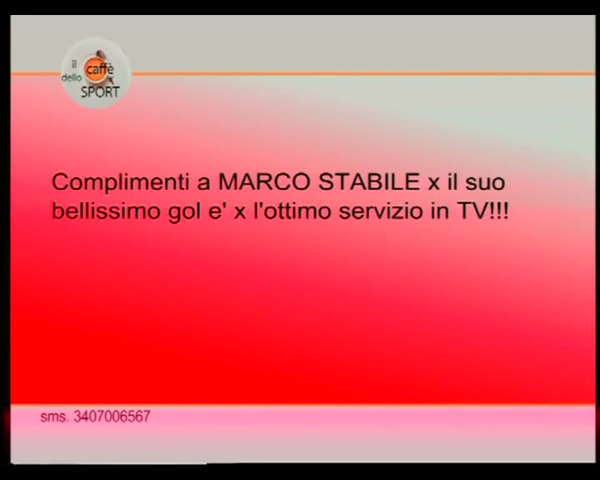 il caffè
dello
SPORT
Complimenti a MARCO STABILE x il suo
bellissimo gol e' x l'ottimo servizio in TV!!!
sms. 3407006567